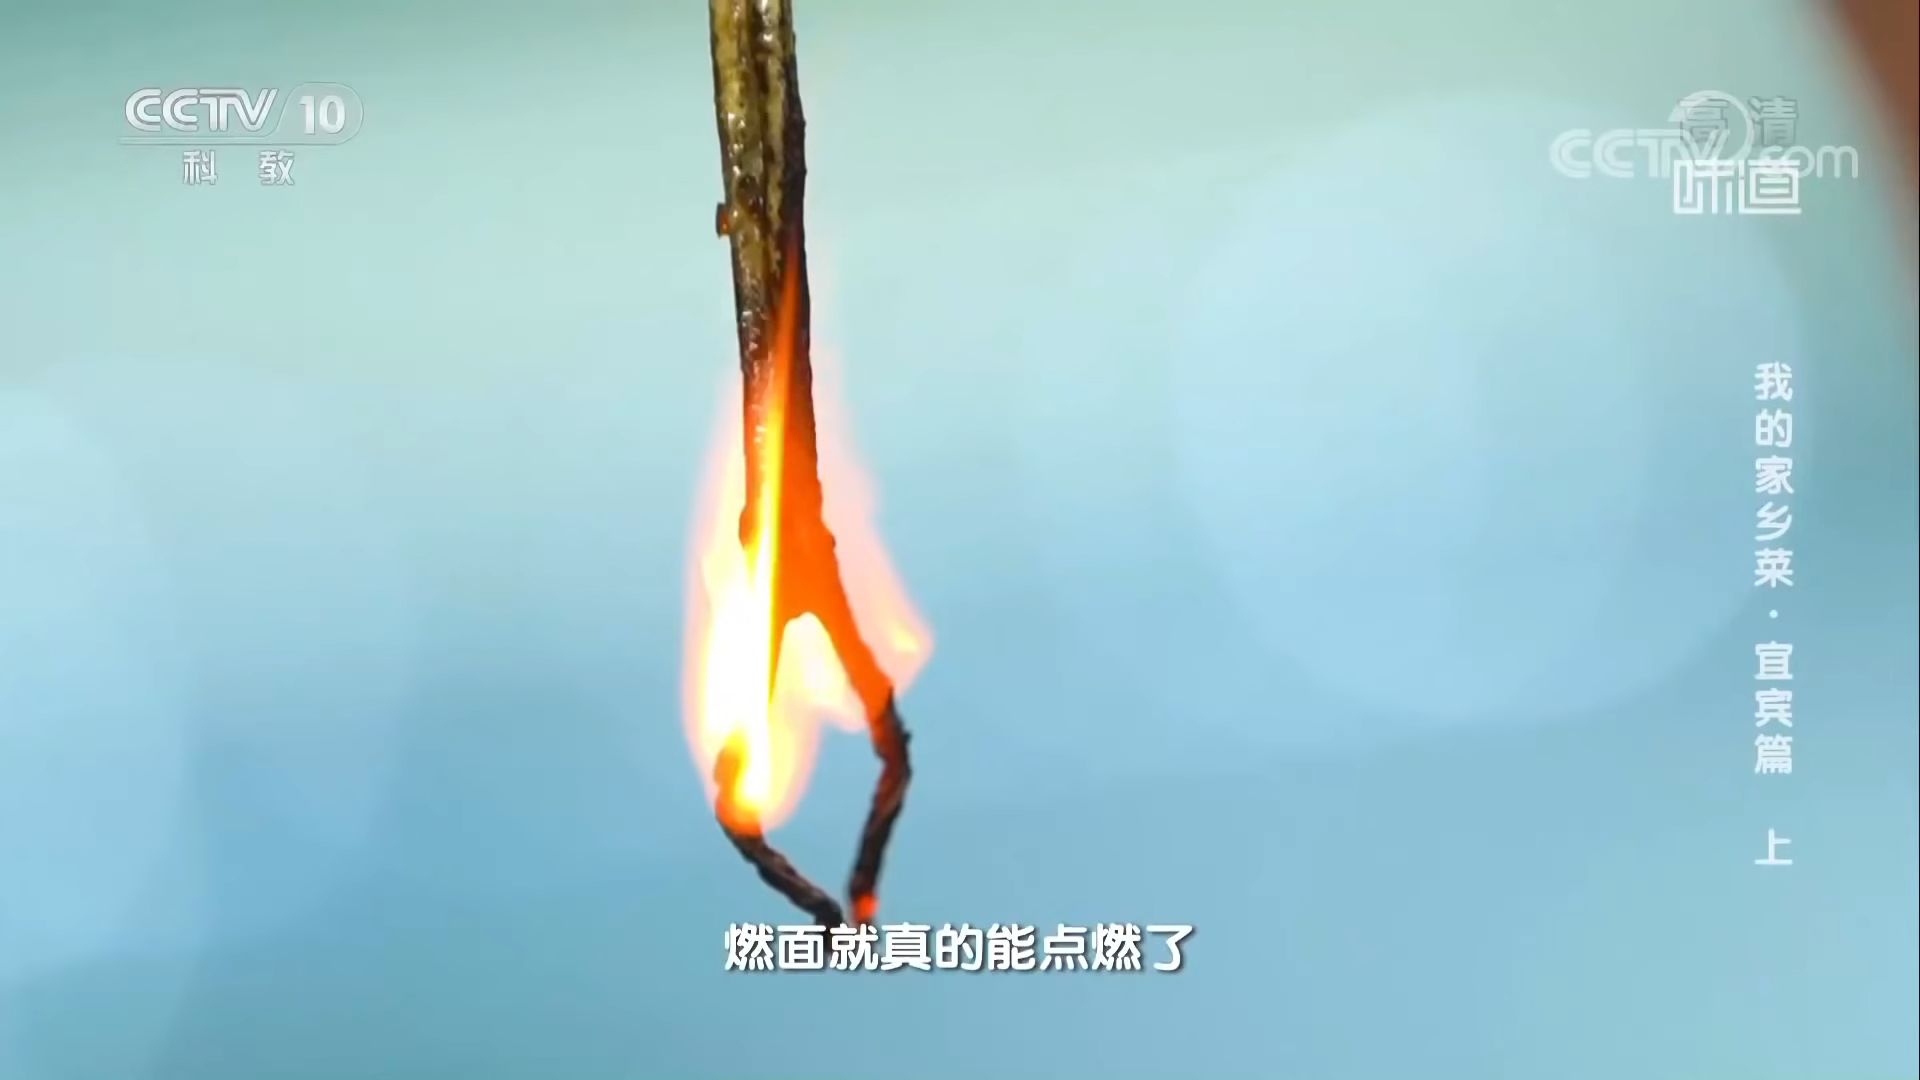 CCTV 10
科 教
高清
CCTV.com
味道
我的家乡菜·宜宾篇 上
燃面就真的能点燃了